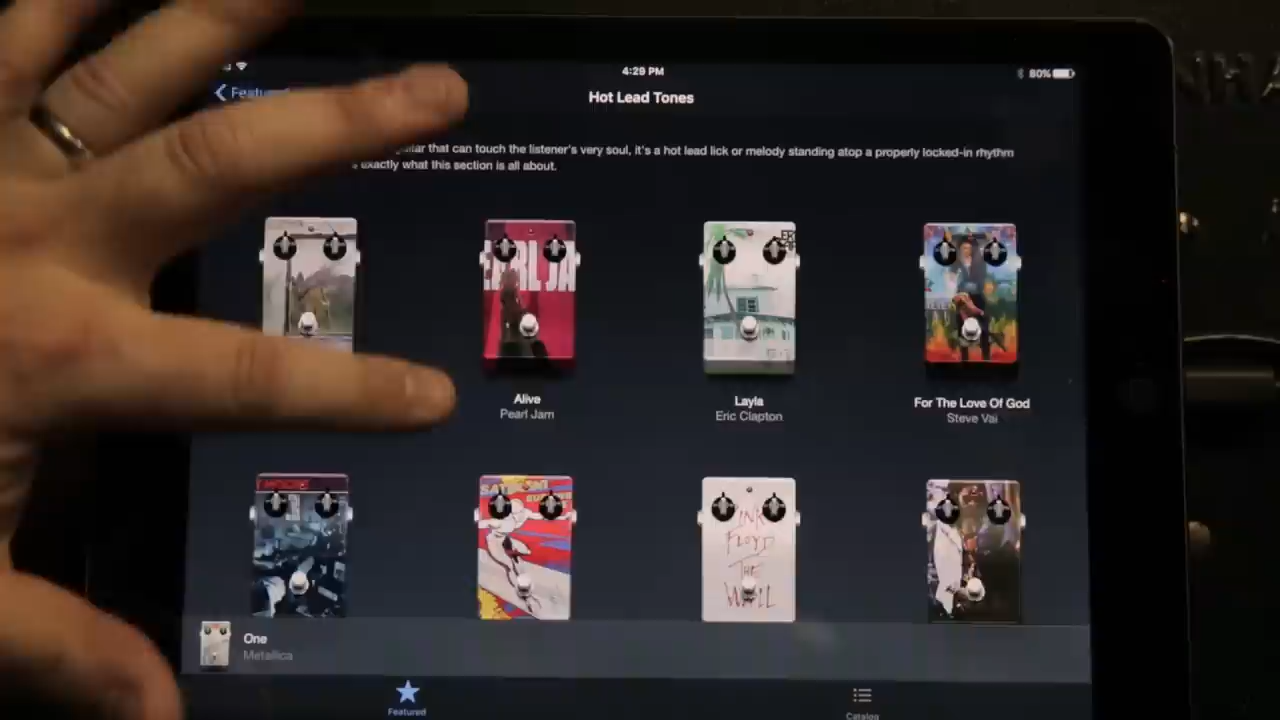 4:29 PM
80%
Hot Lead Tones
that can touch the listener's very soul, it's a hot lead lick or melody standing atop a properly locked-in rhythm
exactly what this section is all about.
Alive
Pearl Jam
Layla
Eric Clapton
For The Love Of God
Steve Vai
PINK
FLOYD
THE
WALL
One
Metallica
Featured
Catalog